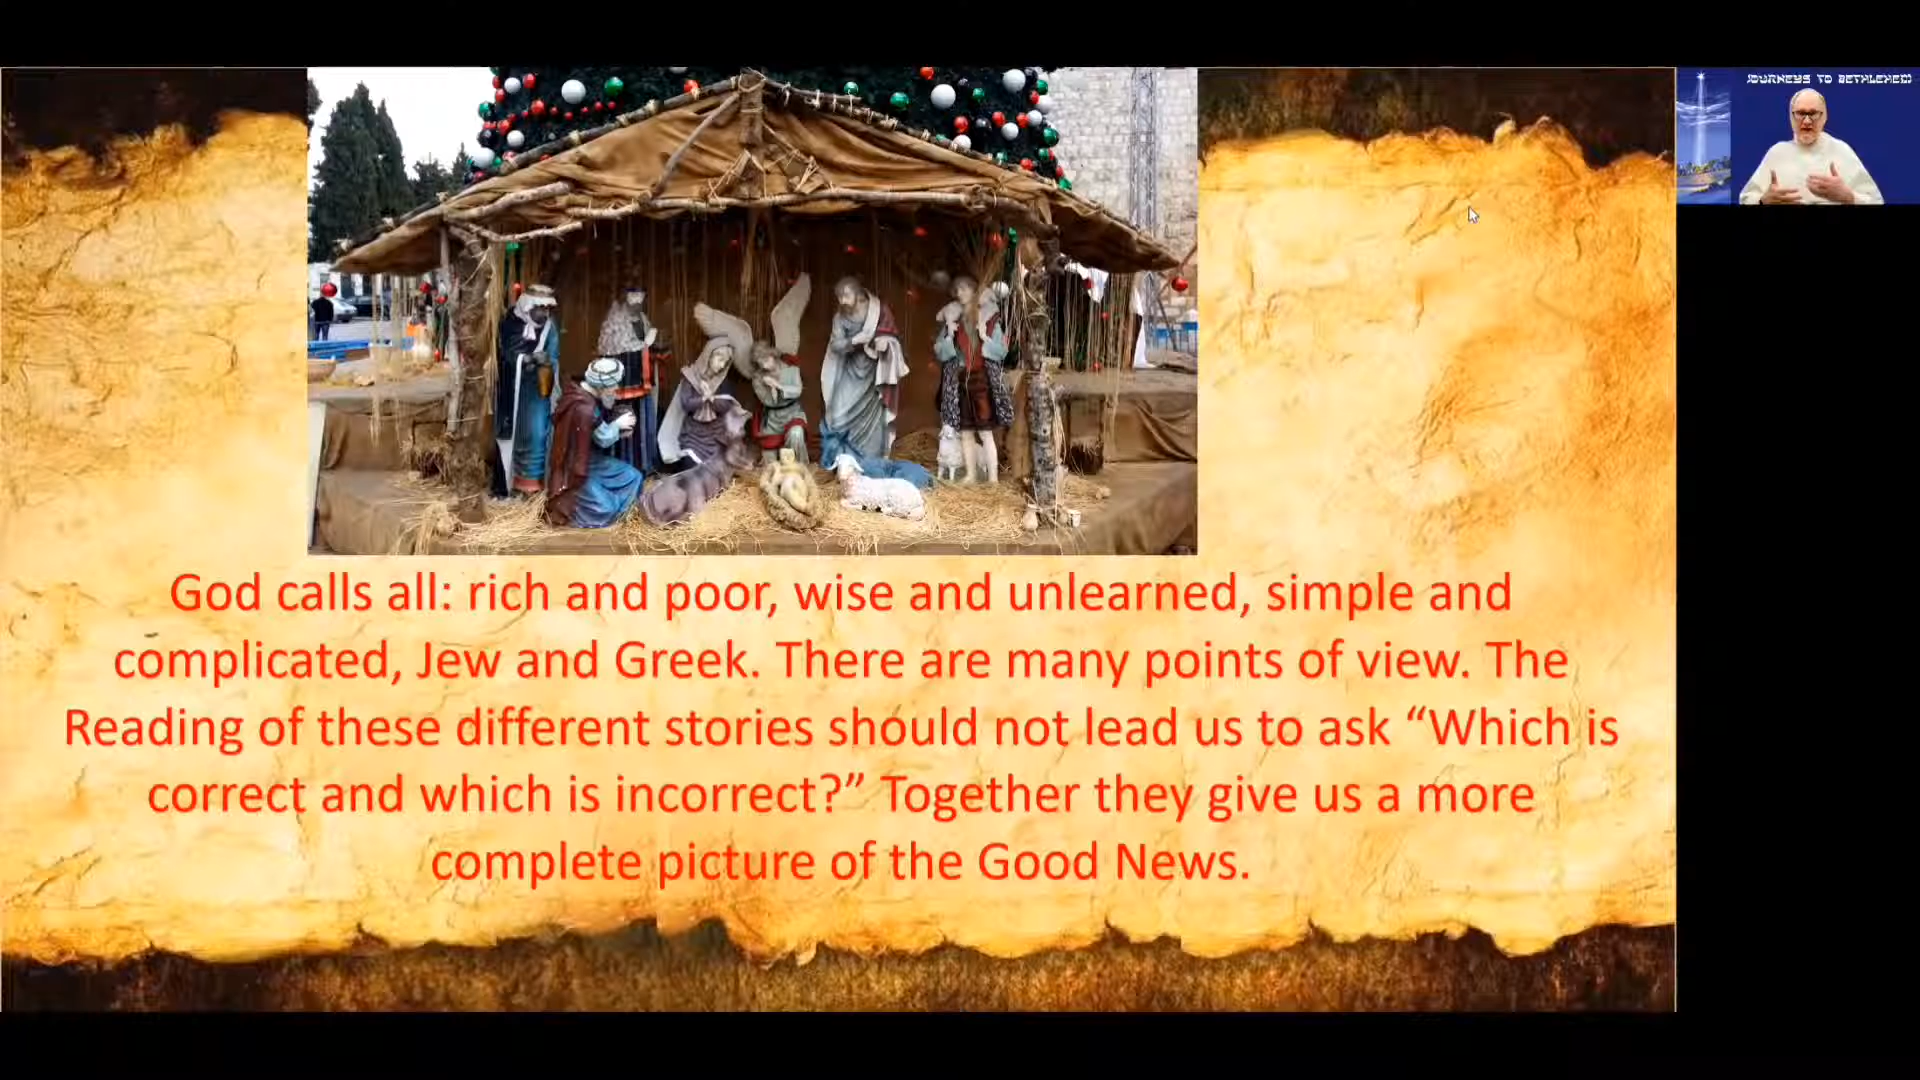 JOURNEYS TO BETHLEHEM
God calls all: rich and poor, wise and unlearned, simple and
complicated, Jew and Greek. There are many points of view. The
Reading of these different stories should not lead us to ask “Which is
correct and which is incorrect?” Together they give us a more
complete picture of the Good News.